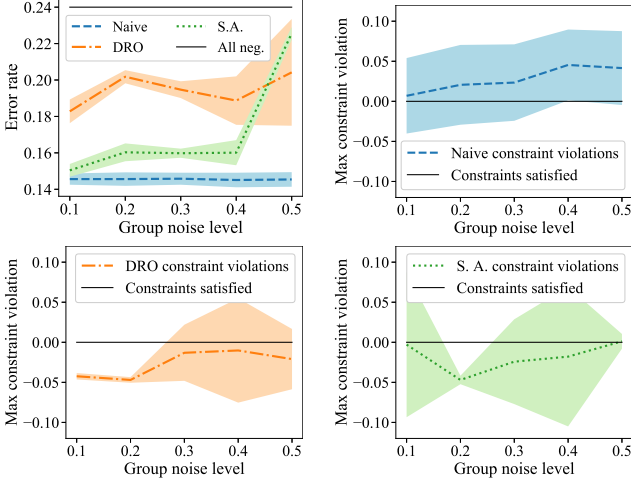 0.24
0.22
0.20
0.18
0.16
0.14
Error rate
Naive
DRO
S.A.
All neg.
0.1 0.2 0.3 0.4 0.5
Group noise level
0.10
0.05
0.00
−0.05
−0.10
Max constraint violation
Naive constraint violations
Constraints satisfied
0.1 0.2 0.3 0.4 0.5
Group noise level
0.10
0.05
0.00
−0.05
−0.10
Max constraint violation
DRO constraint violations
Constraints satisfied
0.1 0.2 0.3 0.4 0.5
Group noise level
0.10
0.05
0.00
−0.05
−0.10
Max constraint violation
S. A. constraint violations
Constraints satisfied
0.1 0.2 0.3 0.4 0.5
Group noise level